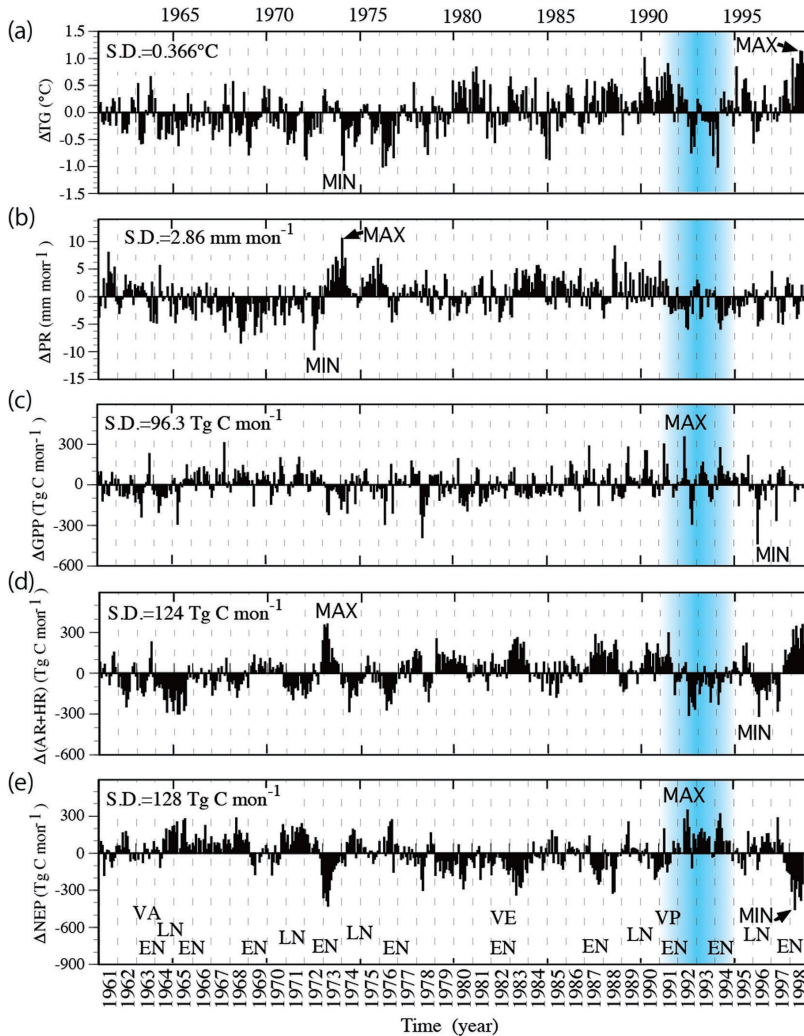 1965 1970 1975 1980 1985 1990 1995
(a)
S.D.=0.366°C
MAX
1.5
1.0
0.5
0.0
-0.5
-1.0
-1.5
ΔTG (°C)
MIN
(b)
S.D.=2.86 mm mon-1
MAX
10
5
0
-5
-10
-15
ΔPR (mm mon-1)
MIN
(c)
S.D.=96.3 Tg C mon-1
MAX
300
0
-300
-600
ΔGPP (Tg C mon-1)
MIN
(d)
S.D.=124 Tg C mon-1
MAX
300
0
-300
-600
Δ(AR+HR) (Tg C mon-1)
MIN
(e)
S.D.=128 Tg C mon-1
MAX
300
0
-300
-600
-900
ΔNEP (Tg C mon-1)
VA VE VP MIN
LN LN LN LN LN
EN EN EN EN EN EN EN EN EN EN
1961 1962 1963 1964 1965 1966 1967 1968 1969 1970 1971 1972 1973 1974 1975 1976 1977 1978 1979 1980 1981 1982 1983 1984 1985 1986 1987 1988 1989 1990 1991 1992 1993 1994 1995 1996 1997 1998
Time (year)